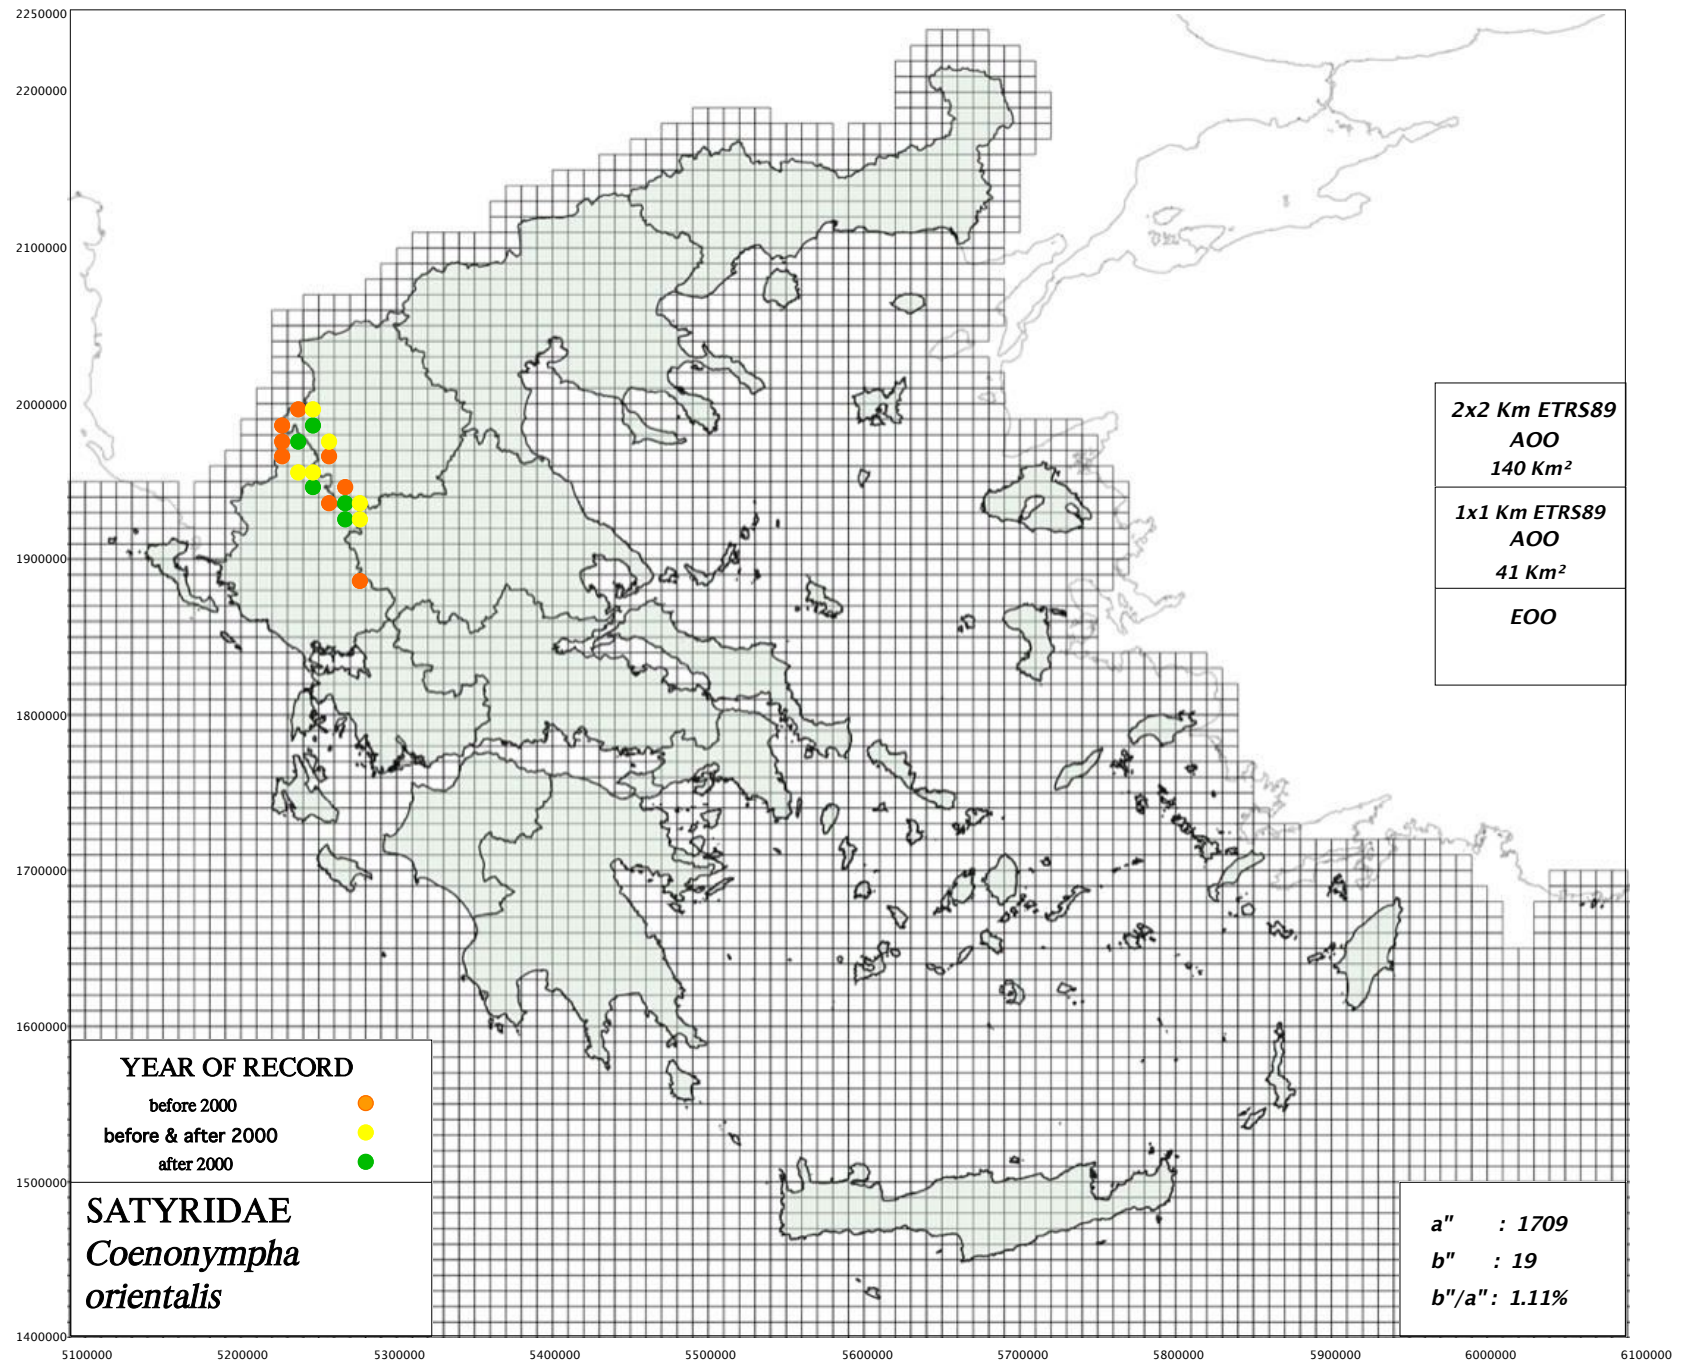 2250000
2200000
2100000
2000000
1900000
1800000
1700000
1600000
1500000
1400000
2x2 Km ETRS89
AOO
140 Km²
1x1 Km ETRS89
AOO
41 Km²
EOO
YEAR OF RECORD
before 2000
before & after 2000
after 2000
SATYRIDAE
Coenonympha
orientalis
a" : 1709
b" : 19
b"/a" : 1.11%
5100000 5200000 5300000 5400000 5500000 5600000 5700000 5800000 5900000 6000000 6100000